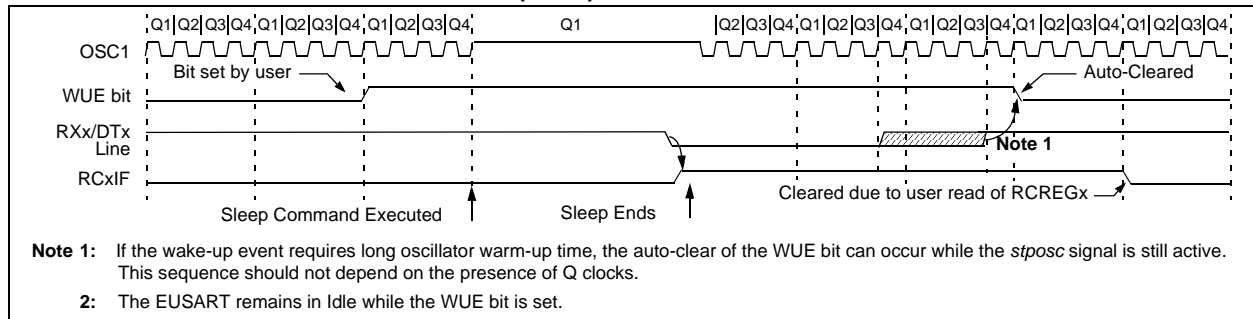 Q1 Q2 Q3 Q4 Q1 Q2 Q3 Q4 Q1 Q2 Q3 Q4 Q1 Q2 Q3 Q4 Q1 Q2 Q3 Q4 Q1 Q2 Q3 Q4 Q1 Q2 Q3 Q4 Q1 Q2 Q3 Q4
OSC1
Bit set by user
Auto-Cleared
WUE bit
RXx/DTx
Line
Note 1
RCxIF
Cleared due to user read of RCREGx
Sleep Command Executed
Sleep Ends
Note 1: If the wake-up event requires long oscillator warm-up time, the auto-clear of the WUE bit can occur while the stposc signal is still active.
This sequence should not depend on the presence of Q clocks.
2: The EUSART remains in Idle while the WUE bit is set.